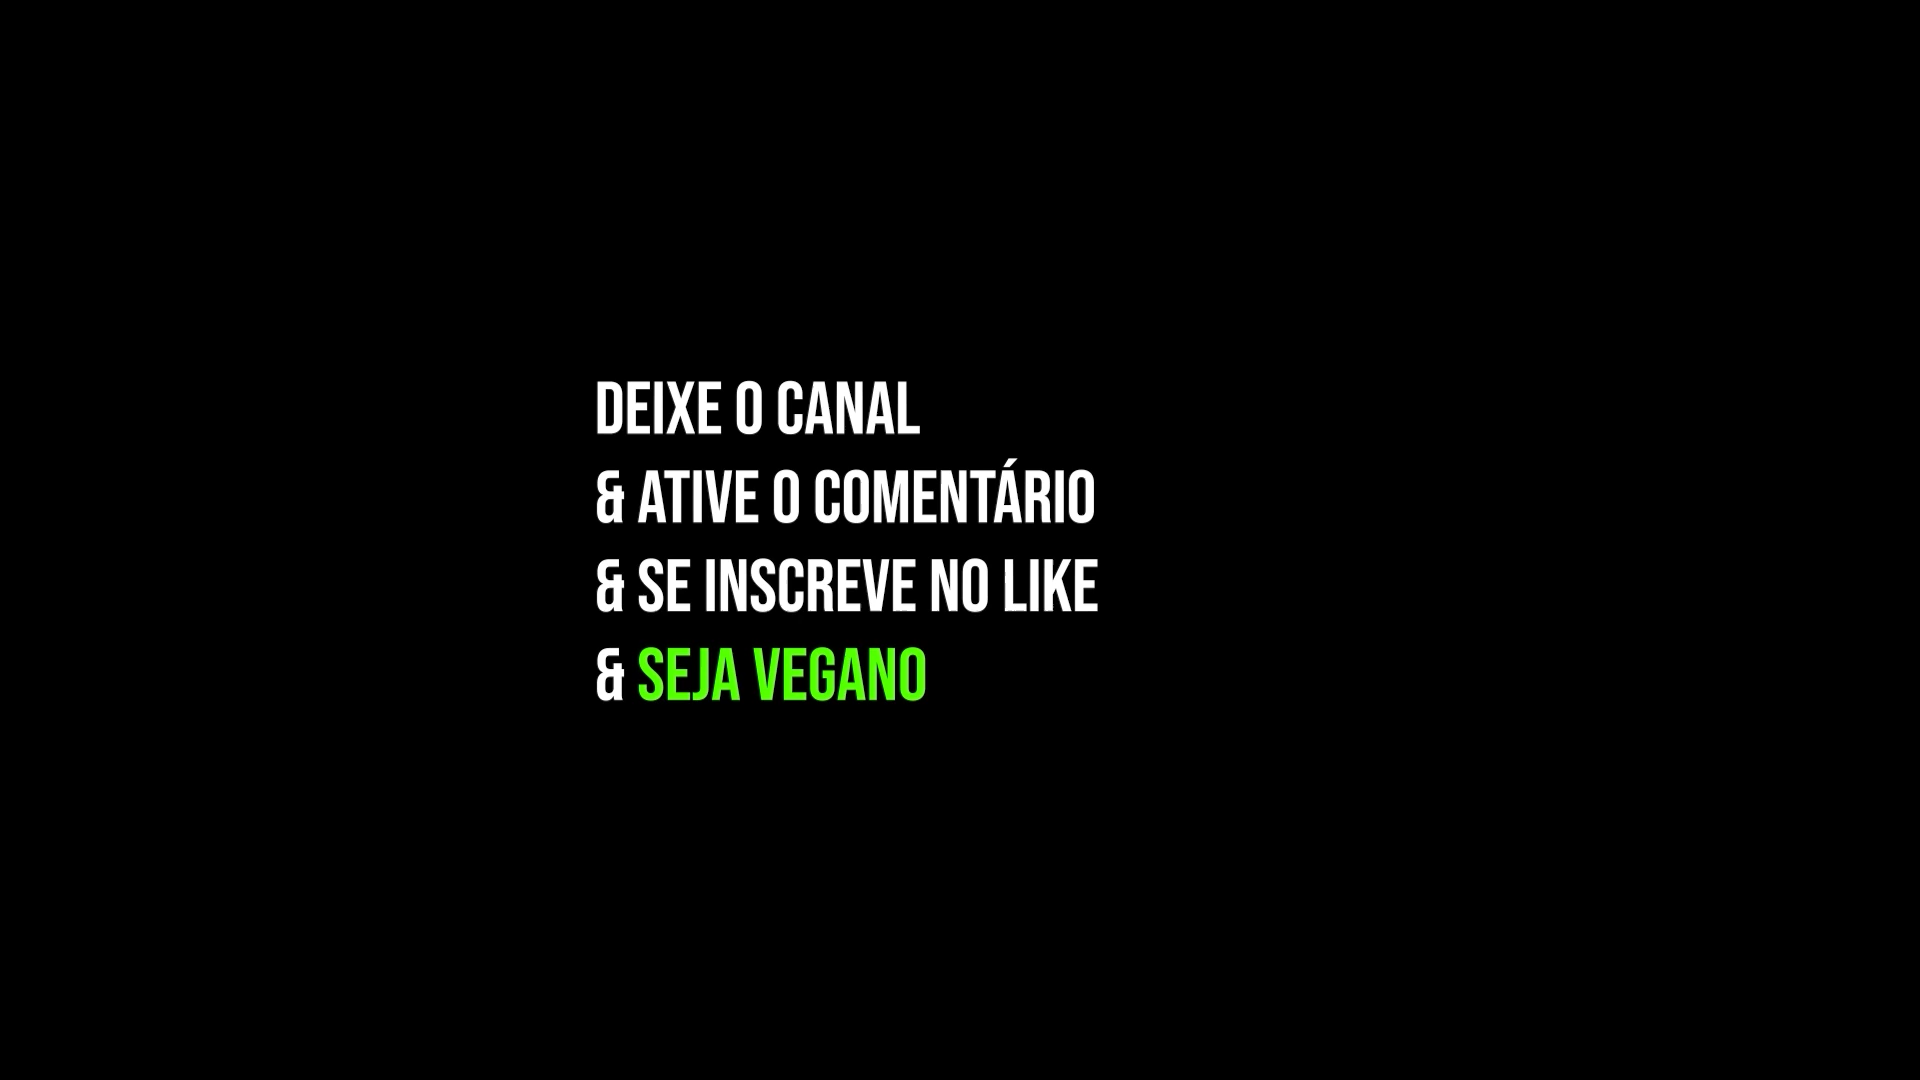 DEIXE O CANAL
& ATIVE O COMENTÁRIO
& SE INSCREVE NO LIKE
& SEJA VEGANO